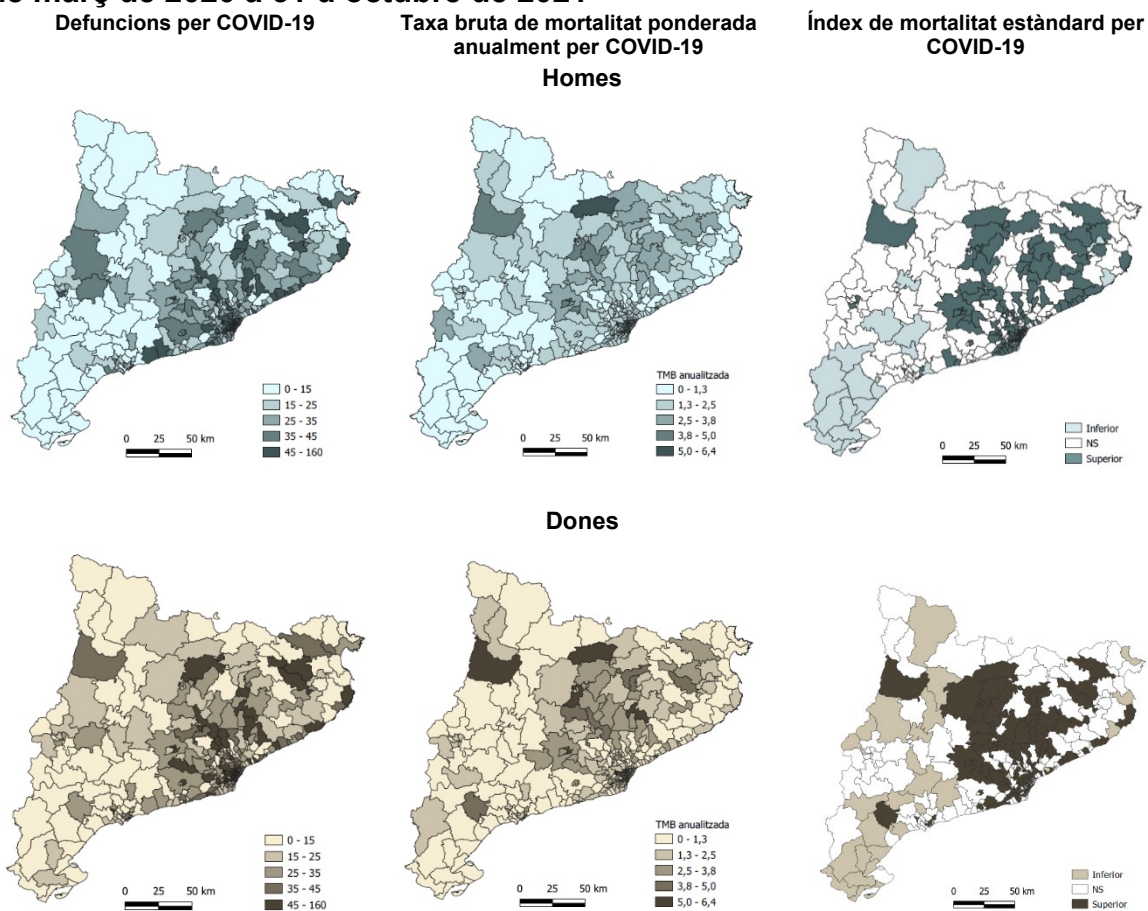 de març de 2020 a 31 d'octubre de 2021
Defuncions per COVID-19
Taxa bruta de mortalitat ponderada
anualment per COVID-19
Índex de mortalitat estàndard per
COVID-19
Homes
0 - 15
15 - 25
25 - 35
35 - 45
45 - 160
0 25 50 km
TMB anualitzada
0 - 1,3
1,3 - 2,5
2,5 - 3,8
3,8 - 5,0
5,0 - 6,4
0 25 50 km
Inferior
NS
Superior
0 25 50 km
Dones
0 - 15
15 - 25
25 - 35
35 - 45
45 - 160
0 25 50 km
TMB anualitzada
0 - 1,3
1,3 - 2,5
2,5 - 3,8
3,8 - 5,0
5,0 - 6,4
0 25 50 km
Inferior
NS
Superior
0 25 50 km